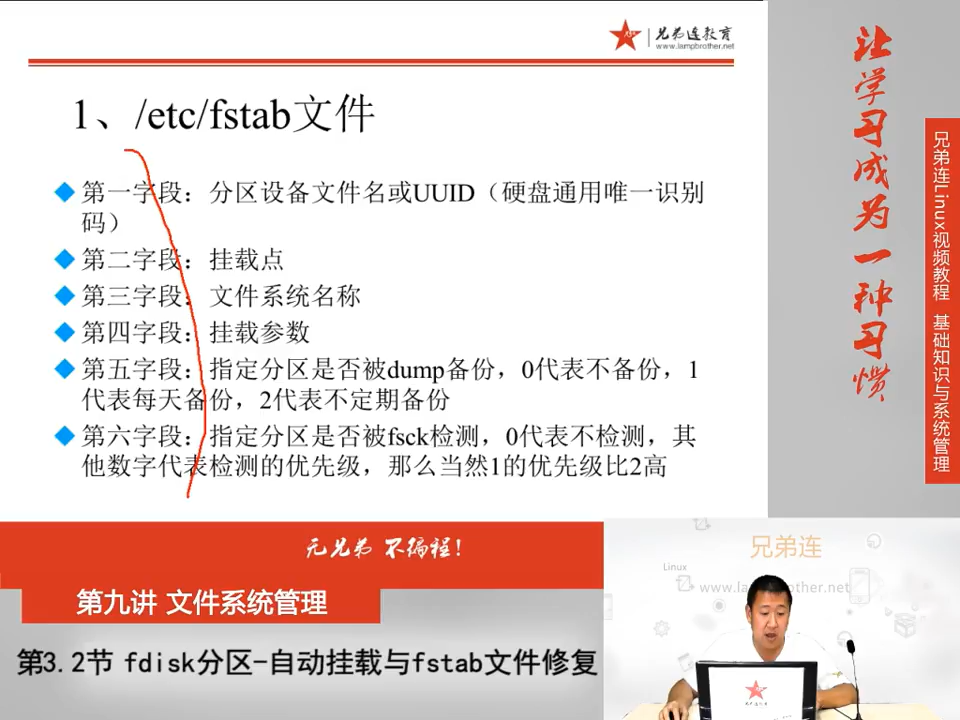 兄弟连教育
www.lampbrother.net
1、/etc/fstab文件
第一字段：分区设备文件名或UUID（硬盘通用唯一识别
码）
第二字段：挂载点
第三字段：文件系统名称
第四字段：挂载参数
第五字段：指定分区是否被dump备份，0代表不备份，1
代表每天备份，2代表不定期备份
第六字段：指定分区是否被fsck检测，0代表不检测，其
他数字代表检测的优先级，那么当然1的优先级比2高
让学习成为一种习惯
兄弟连Linux视频教程 基础知识与系统管理
无兄弟 不编程！
第九讲 文件系统管理
第3.2节 fdisk分区-自动挂载与fstab文件修复
兄弟连
Linux